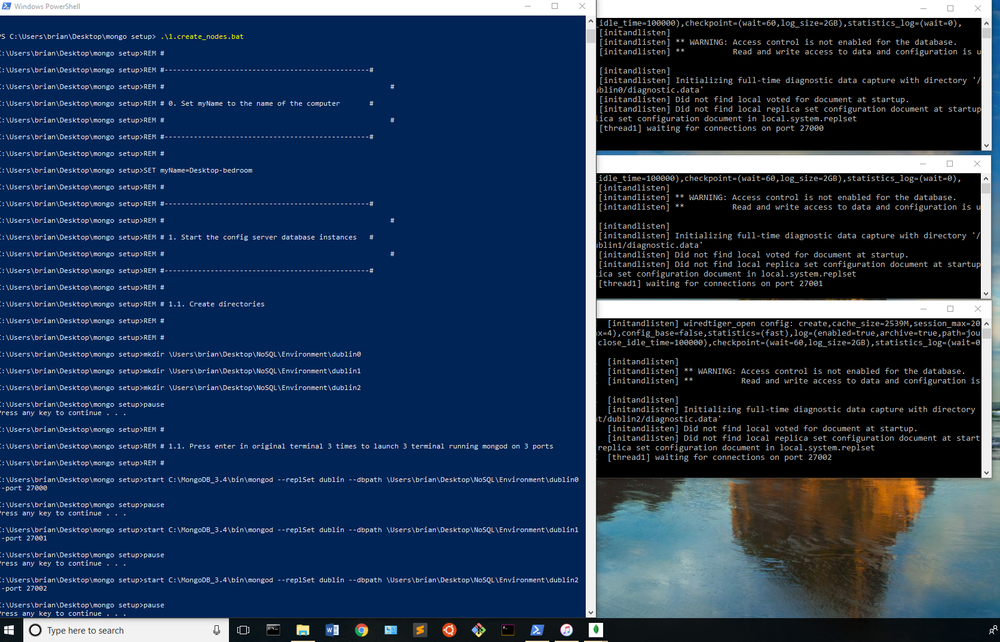 Windows PowerShell
PS C:\Users\brian\Desktop\mongo setup> .\1.create_nodes.bat
C:\Users\brian\Desktop\mongo setup>REM #
C:\Users\brian\Desktop\mongo setup>REM #-------------------------------------------------#
C:\Users\brian\Desktop\mongo setup>REM # #
C:\Users\brian\Desktop\mongo setup>REM # 0. Set myName to the name of the computer #
C:\Users\brian\Desktop\mongo setup>REM # #
C:\Users\brian\Desktop\mongo setup>REM #-------------------------------------------------#
C:\Users\brian\Desktop\mongo setup>REM #
C:\Users\brian\Desktop\mongo setup>SET myName=Desktop-bedroom
C:\Users\brian\Desktop\mongo setup>REM #
C:\Users\brian\Desktop\mongo setup>REM #-------------------------------------------------#
C:\Users\brian\Desktop\mongo setup>REM # #
C:\Users\brian\Desktop\mongo setup>REM # 1. Start the config server database instances #
C:\Users\brian\Desktop\mongo setup>REM # #
C:\Users\brian\Desktop\mongo setup>REM #-------------------------------------------------#
C:\Users\brian\Desktop\mongo setup>REM #
C:\Users\brian\Desktop\mongo setup>REM # 1.1. Create directories
C:\Users\brian\Desktop\mongo setup>REM #
C:\Users\brian\Desktop\mongo setup>REM #
C:\Users\brian\Desktop\mongo setup>mkdir \Users\brian\Desktop\NoSQL\Environment\dublin0
C:\Users\brian\Desktop\mongo setup>mkdir \Users\brian\Desktop\NoSQL\Environment\dublin1
C:\Users\brian\Desktop\mongo setup>mkdir \Users\brian\Desktop\NoSQL\Environment\dublin2
C:\Users\brian\Desktop\mongo setup>pause
Press any key to continue . . .
C:\Users\brian\Desktop\mongo setup>REM #
C:\Users\brian\Desktop\mongo setup>REM # 1.1. Press enter in original terminal 3 times to launch 3 terminal running mongod on 3 ports
C:\Users\brian\Desktop\mongo setup>REM #
C:\Users\brian\Desktop\mongo setup>start C:\MongoDB_3.4\bin\mongod --replSet dublin --dbpath \Users\brian\Desktop\NoSQL\Environment\dublin0
--port 27000
C:\Users\brian\Desktop\mongo setup>pause
Press any key to continue . . .
C:\Users\brian\Desktop\mongo setup>start C:\MongoDB_3.4\bin\mongod --replSet dublin --dbpath \Users\brian\Desktop\NoSQL\Environment\dublin1
--port 27001
C:\Users\brian\Desktop\mongo setup>pause
Press any key to continue . . .
C:\Users\brian\Desktop\mongo setup>start C:\MongoDB_3.4\bin\mongod --replSet dublin --dbpath \Users\brian\Desktop\NoSQL\Environment\dublin2
--port 27002
C:\Users\brian\Desktop\mongo setup>pause
Press any key to continue . . .
_idle_time=100000),checkpoint=(wait=60,log_size=2GB),statistics_log=(wait=0),
[initandlisten]
[initandlisten] ** WARNING: Access control is not enabled for the database.
[initandlisten] ** Read and write access to data and configuration is u
[initandlisten]
[initandlisten] Initializing full-time diagnostic data capture with directory '/
ublin0/diagnostic.data'
[initandlisten] Did not find local voted for document at startup.
[initandlisten] Did not find local replica set configuration document at startup
lica set configuration document in local.system.replset
[thread1] waiting for connections on port 27000
_idle_time=100000),checkpoint=(wait=60,log_size=2GB),statistics_log=(wait=0),
[initandlisten]
[initandlisten] ** WARNING: Access control is not enabled for the database.
[initandlisten] ** Read and write access to data and configuration is u
[initandlisten]
[initandlisten] Initializing full-time diagnostic data capture with directory '/
ublin1/diagnostic.data'
[initandlisten] Did not find local voted for document at startup.
[initandlisten] Did not find local replica set configuration document at startup
ica set configuration document in local.system.replset
[thread1] waiting for connections on port 27001
[initandlisten] wiredtiger_open config: create,cache_size=2539M,session_max=20
x=4),config_base=false,statistics=(fast),log=(enabled=true,archive=true,path=jou
close_idle_time=100000),checkpoint=(wait=60,log_size=2GB),statistics_log=(wait=0
[initandlisten]
[initandlisten] ** WARNING: Access control is not enabled for the database.
[initandlisten] ** Read and write access to data and configuration is
[initandlisten]
[initandlisten] Initializing full-time diagnostic data capture with directory
nt/dublin2/diagnostic.data'
[initandlisten] Did not find local voted for document at startup.
[initandlisten] Did not find local replica set configuration document at start
replica set configuration document in local.system.replset
[thread1] waiting for connections on port 27002
Type here to search